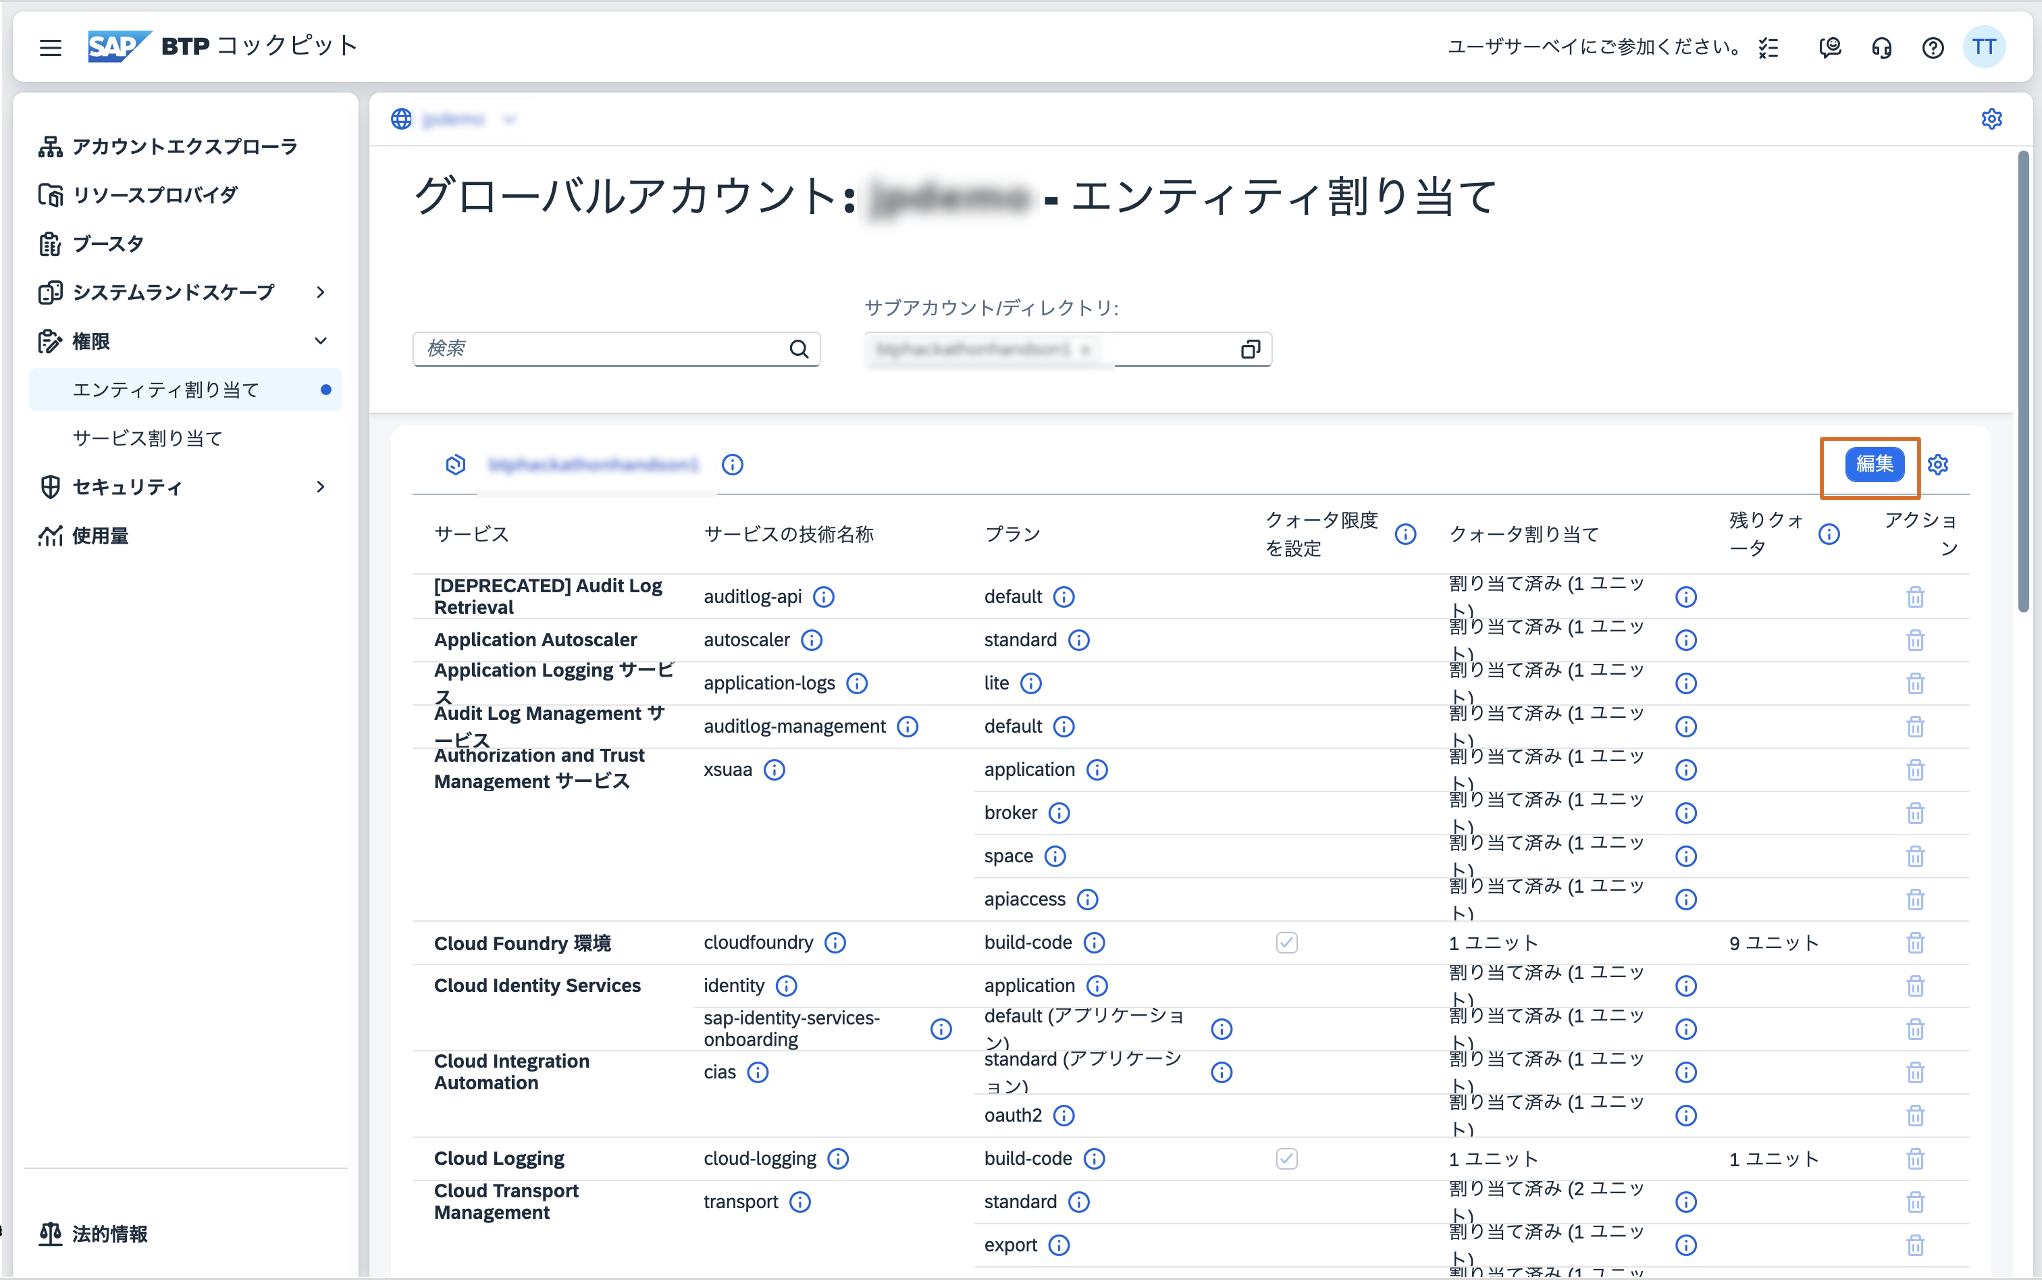 SAP BTP コックピット
ユーザサーベイにご参加ください。
TT
アカウントエクスプローラ
リソースプロバイダ
ブースタ
システムランドスケープ
権限
エンティティ割り当て
サービス割り当て
セキュリティ
使用量
法的情報
グローバルアカウント: - エンティティ割り当て
サブアカウント/ディレクトリ:
検索
編集
サービス サービスの技術名称 プラン クォータ限度を設定 クォータ割り当て 残りクォータ アクション
[DEPRECATED] Audit Log Retrieval auditlog-api default 割り当て済み (1 ユニット)
Application Autoscaler autoscaler standard 割り当て済み (1 ユニット)
Application Logging サービス application-logs lite 割り当て済み (1 ユニット)
Audit Log Management サービス auditlog-management default 割り当て済み (1 ユニット)
Authorization and Trust Management サービス xsuaa application 割り当て済み (1 ユニット)
broker 割り当て済み (1 ユニット)
space 割り当て済み (1 ユニット)
apiaccess 割り当て済み (1 ユニット)
Cloud Foundry 環境 cloudfoundry build-code 1 ユニット 9 ユニット
Cloud Identity Services identity application 割り当て済み (1 ユニット)
sap-identity-services-onboarding default (アプリケーション) 割り当て済み (1 ユニット)
Cloud Integration Automation cias standard (アプリケーション) 割り当て済み (1 ユニット)
oauth2 割り当て済み (1 ユニット)
Cloud Logging cloud-logging build-code 1 ユニット 1 ユニット
Cloud Transport Management transport standard 割り当て済み (2 ユニット)
export 割り当て済み (1 ユニット)
割り当て済み (1 ユニッ